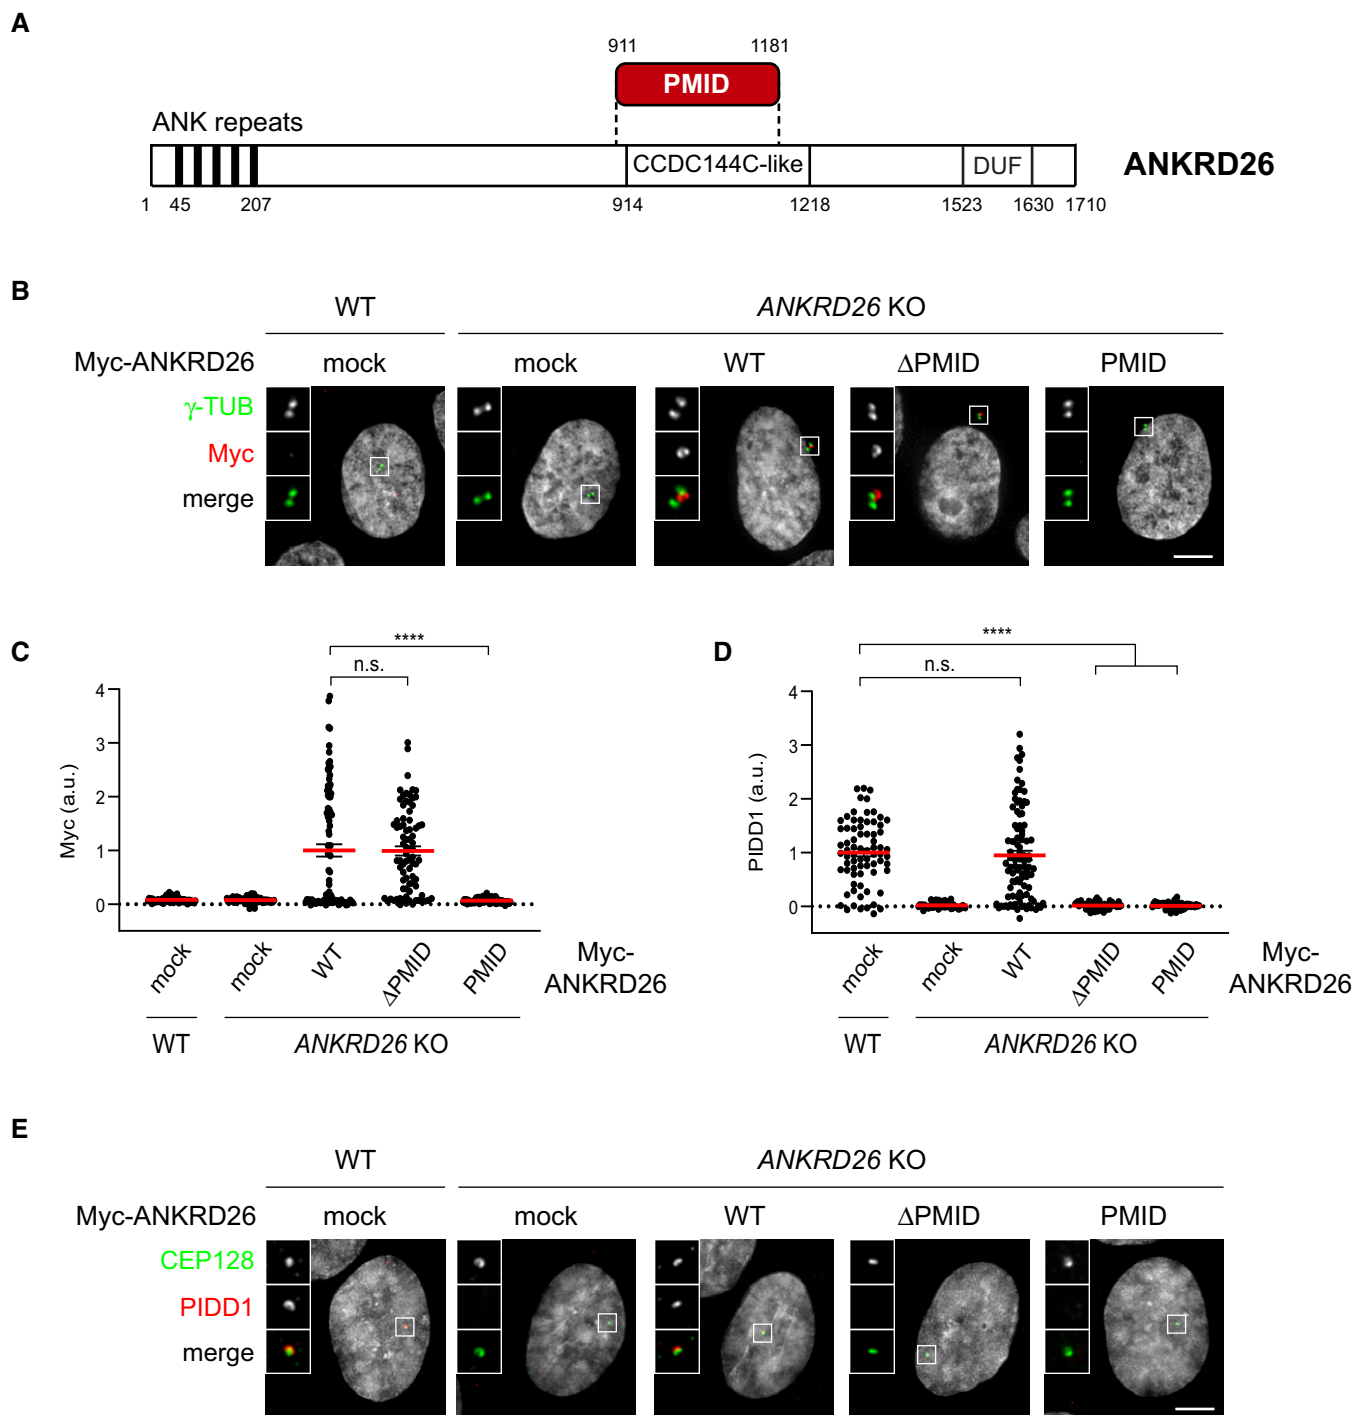 A
911 1181
PMID
ANK repeats
CCDC144C-like DUF ANKRD26
1 45 207 914 1218 1523 1630 1710
B
WT ANKRD26 KO
Myc-ANKRD26 mock mock WT ΔPMID PMID
γ-TUB
Myc
merge
C
****
n.s.
4
3
2
1
0
Myc (a.u.)
mock mock WT ΔPMID PMID
Myc-
ANKRD26
WT ANKRD26 KO
D
****
n.s.
4
3
2
1
0
PIDD1 (a.u.)
mock mock WT ΔPMID PMID
Myc-
ANKRD26
WT ANKRD26 KO
E
WT ANKRD26 KO
Myc-ANKRD26 mock mock WT ΔPMID PMID
CEP128
PIDD1
merge